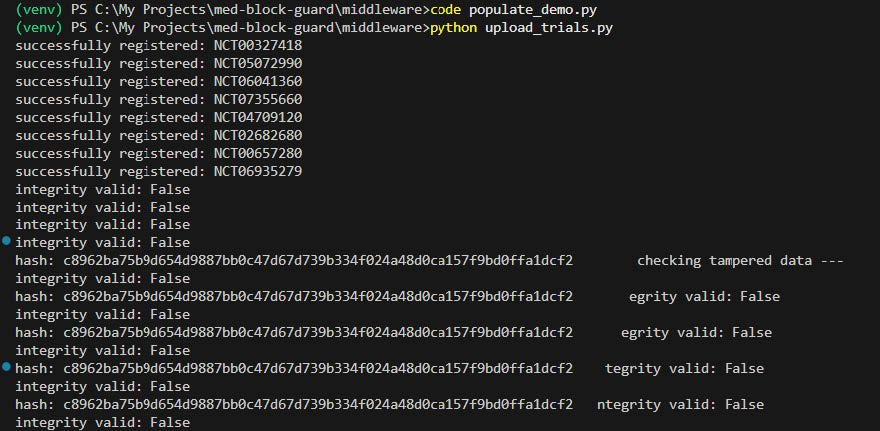 (venv) PS C:\My Projects\med-block-guard\middleware>code populate_demo.py
(venv) PS C:\My Projects\med-block-guard\middleware>python upload_trials.py
successfully registered: NCT00327418
successfully registered: NCT05072990
successfully registered: NCT06041360
successfully registered: NCT07355660
successfully registered: NCT04709120
successfully registered: NCT02682680
successfully registered: NCT00657280
successfully registered: NCT06935279
integrity valid: False
integrity valid: False
integrity valid: False
integrity valid: False
hash: c8962ba75b9d654d9887bb0c47d67d739b334f024a48d0ca157f9bd0ffa1dcf2 checking tampered data ---
integrity valid: False
hash: c8962ba75b9d654d9887bb0c47d67d739b334f024a48d0ca157f9bd0ffa1dcf2 egrity valid: False
integrity valid: False
hash: c8962ba75b9d654d9887bb0c47d67d739b334f024a48d0ca157f9bd0ffa1dcf2 egrity valid: False
integrity valid: False
hash: c8962ba75b9d654d9887bb0c47d67d739b334f024a48d0ca157f9bd0ffa1dcf2 tegrity valid: False
integrity valid: False
hash: c8962ba75b9d654d9887bb0c47d67d739b334f024a48d0ca157f9bd0ffa1dcf2 ntegrity valid: False
integrity valid: False